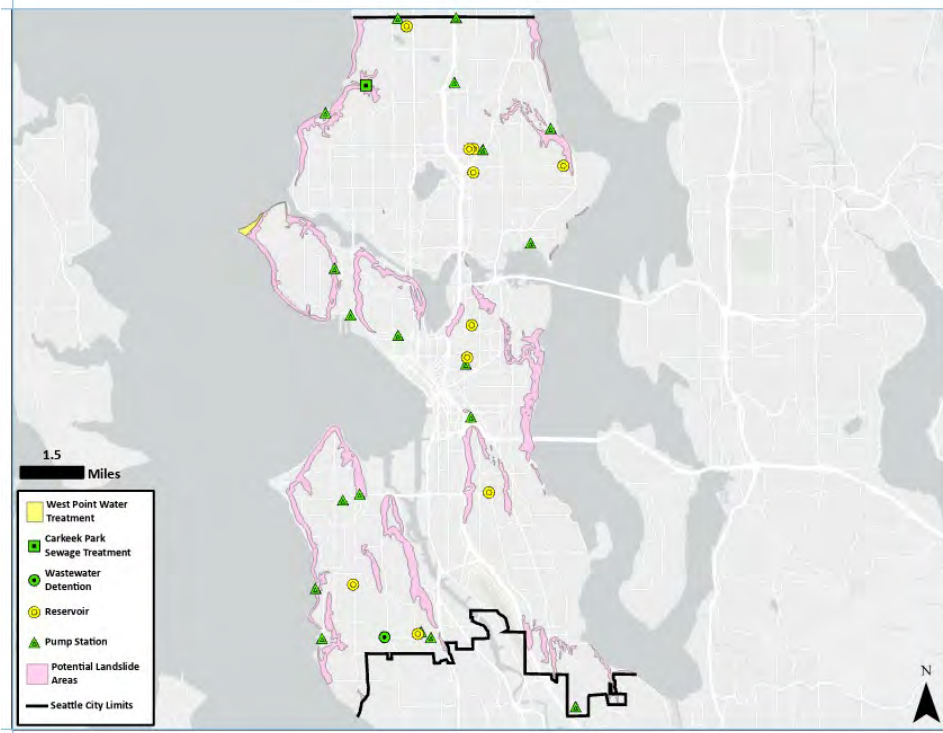 1.5
Miles
West Point Water
Treatment
Carkeek Park
Sewage Treatment
Wastewater
Detention
Reservoir
Pump Station
Potential Landslide
Areas
Seattle City Limits
N